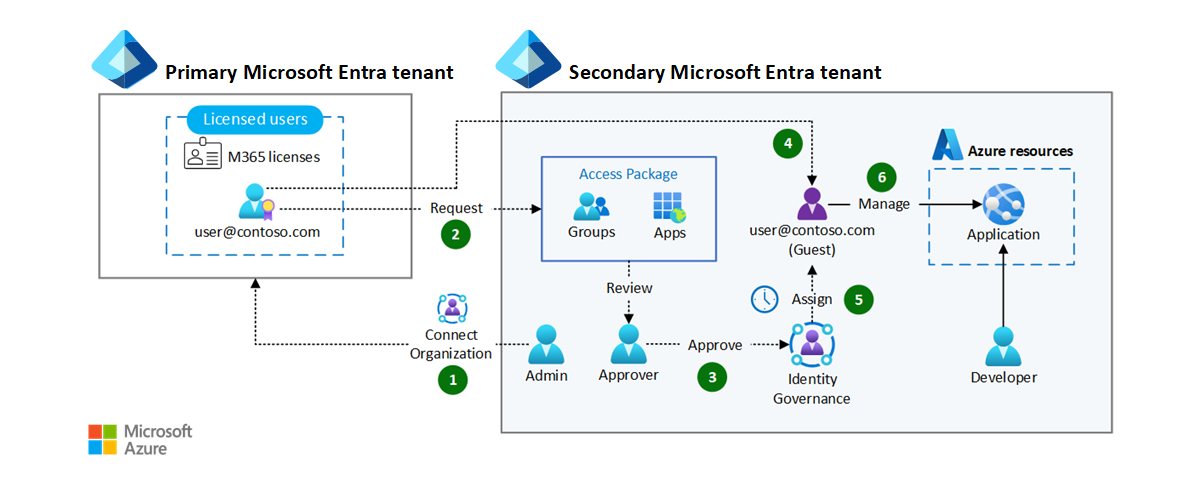 Primary Microsoft Entra tenant
Secondary Microsoft Entra tenant
Licensed users
M365 licenses
user@contoso.com
Request
2
Access Package
Groups
Apps
4
6
Manage
user@contoso.com
(Guest)
Azure resources
Application
Review
Assign
5
Connect
Organization
1
Admin
Approver
Approve
3
Identity
Governance
Developer
Microsoft
Azure